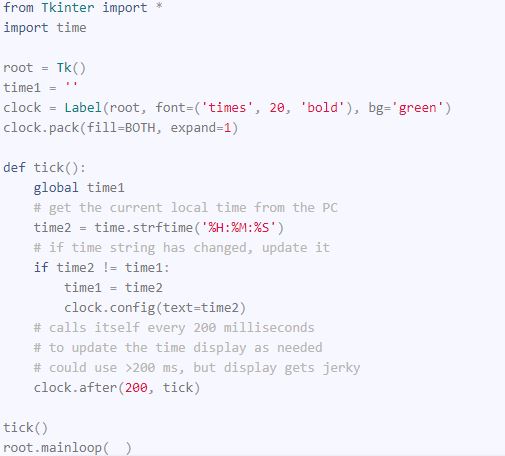 from Tkinter import *
import time

root = Tk()
time1 = ''
clock = Label(root, font=('times', 20, 'bold'), bg='green')
clock.pack(fill=BOTH, expand=1)

def tick():
    global time1
    # get the current local time from the PC
    time2 = time.strftime('%H:%M:%S')
    # if time string has changed, update it
    if time2 != time1:
        time1 = time2
        clock.config(text=time2)
    # calls itself every 200 milliseconds
    # to update the time display as needed
    # could use >200 ms, but display gets jerky
    clock.after(200, tick)

tick()
root.mainloop(  )